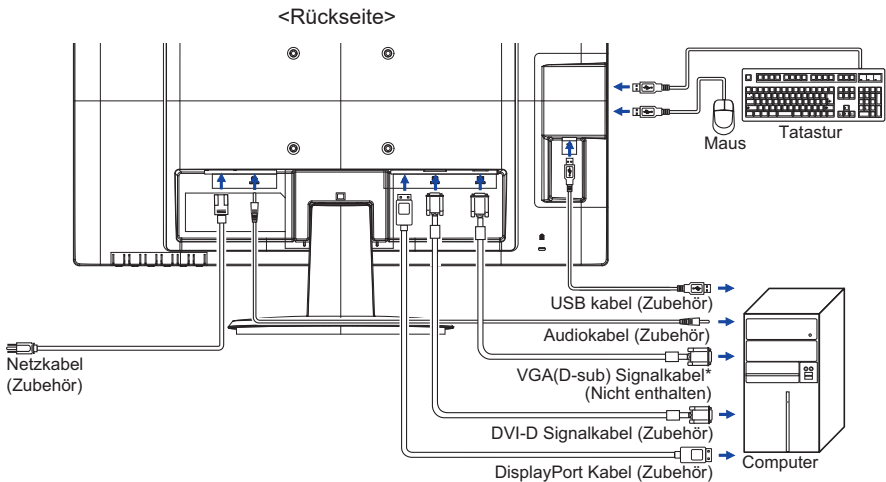 <Rückseite>
Maus
Tatastur
USB kabel (Zubehör)
Audiokabel (Zubehör)
Netzkabel
(Zubehör)
VGA(D-sub) Signalkabel*
(Nicht enthalten)
DVI-D Signalkabel (Zubehör)
Computer
DisplayPort Kabel (Zubehör)